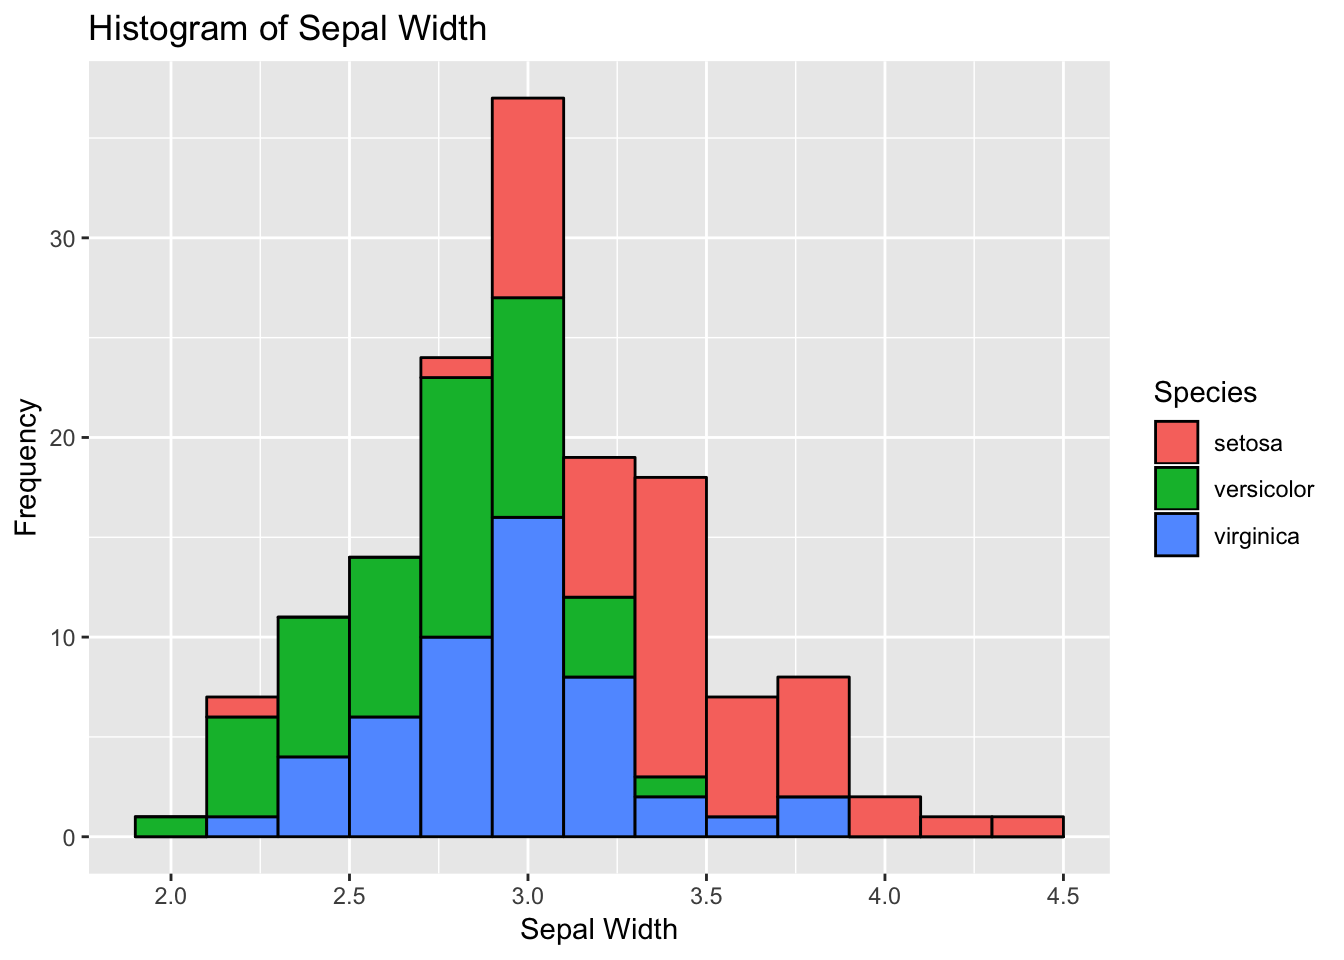 Histogram of Sepal Width
30
20
10
0
Frequency
2.0 2.5 3.0 3.5 4.0 4.5
Sepal Width
Species
setosa
versicolor
virginica